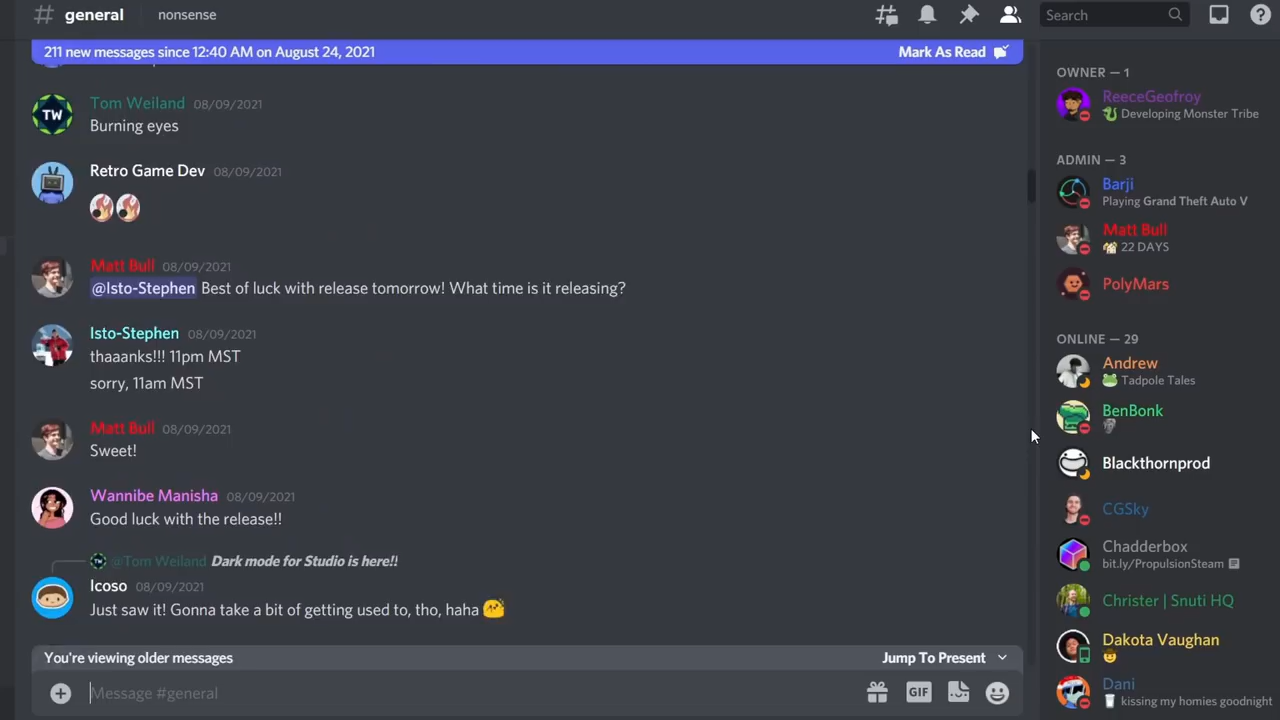 general nonsense Search
211 new messages since 12:40 AM on August 24, 2021 Mark As Read
Tom Weiland 08/09/2021
Burning eyes
Retro Game Dev 08/09/2021
Matt Bull 08/09/2021
@Isto-Stephen Best of luck with release tomorrow! What time is it releasing?
Isto-Stephen 08/09/2021
thaaanks!!! 11pm MST
sorry, 11am MST
Matt Bull 08/09/2021
Sweet!
Wannibe Manisha 08/09/2021
Good luck with the release!!
@Tom Weiland Dark mode for Studio is here!!
Icoso 08/09/2021
Just saw it! Gonna take a bit of getting used to, tho, haha
You're viewing older messages Jump To Present
Message #general GIF
OWNER — 1
ReeceGeofroy
Developing Monster Tribe
ADMIN — 3
Barji
Playing Grand Theft Auto V
Matt Bull
22 DAYS
PolyMars
ONLINE — 29
Andrew
Tadpole Tales
BenBonk
Blackthornprod
CGSky
Chadderbox
bit.ly/PropulsionSteam
Christer | Snuti HQ
Dakota Vaughan
Dani
kissing my homies goodnight
TW